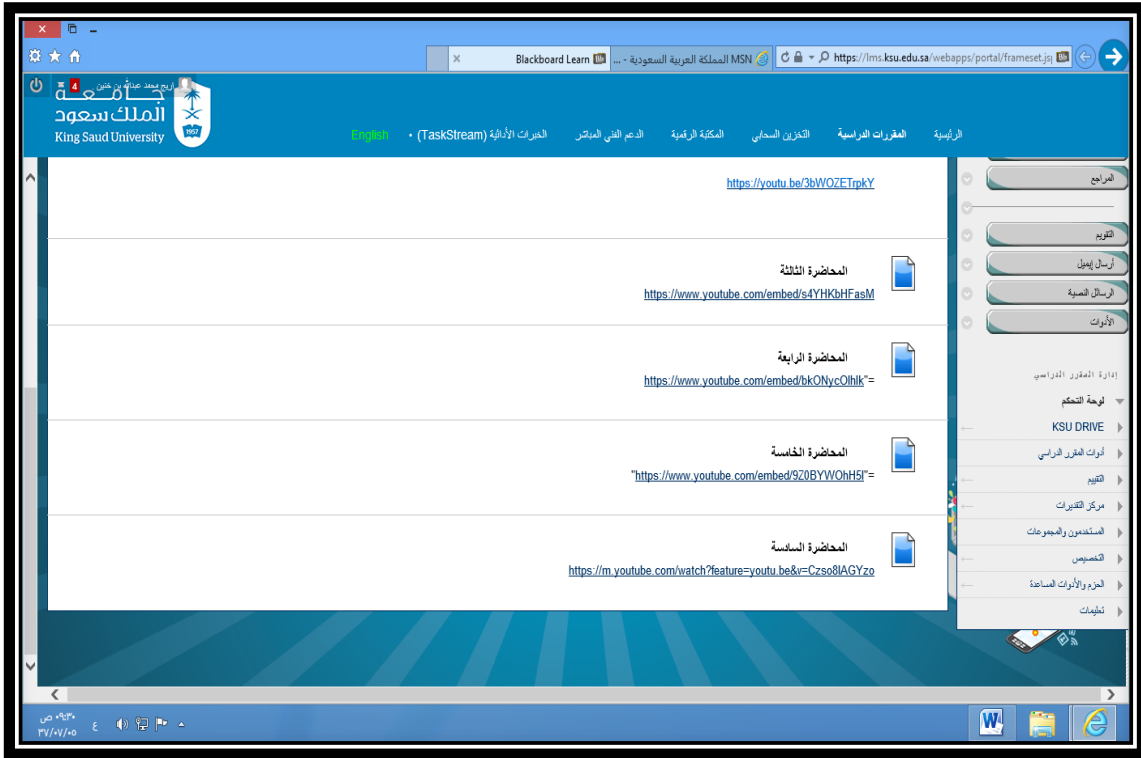 https://lms.ksu.edu.sa/webapps/portal/frameset.jsp
MSN المملكة العربية السعودية - ...
Blackboard Learn
4
الملك سعود
King Saud University
1957
الرئيسية
المقررات الدراسية
التخزين السحابي
المكتبة الرقمية
الدعم الفني المباشر
الخبرات الأدائية (TaskStream)
English
المراجع
التقويم
أرسال إيميل
الرسائل النصية
الأدوات
إدارة المقرر الدراسي
لوحة التحكم
KSU DRIVE
أدوات المقرر الدراسي
التقييم
مركز التقديرات
المستخدمون والمجموعات
التخصيص
الحزم والأدوات المساعدة
تعليمات
https://youtu.be/3bWOZETrpkY
المحاضرة الثالثة
https://www.youtube.com/embed/s4YHKbHFasM
المحاضرة الرابعة
https://www.youtube.com/embed/bkONycOlhlk"=
المحاضرة الخامسة
"https://www.youtube.com/embed/9Z0BYWOhH5I"=
المحاضرة السادسة
https://m.youtube.com/watch?feature=youtu.be&v=Czso8lAGYzo
ع
٠٩:٣٠ ص
٣٧/٠٧/٠٥